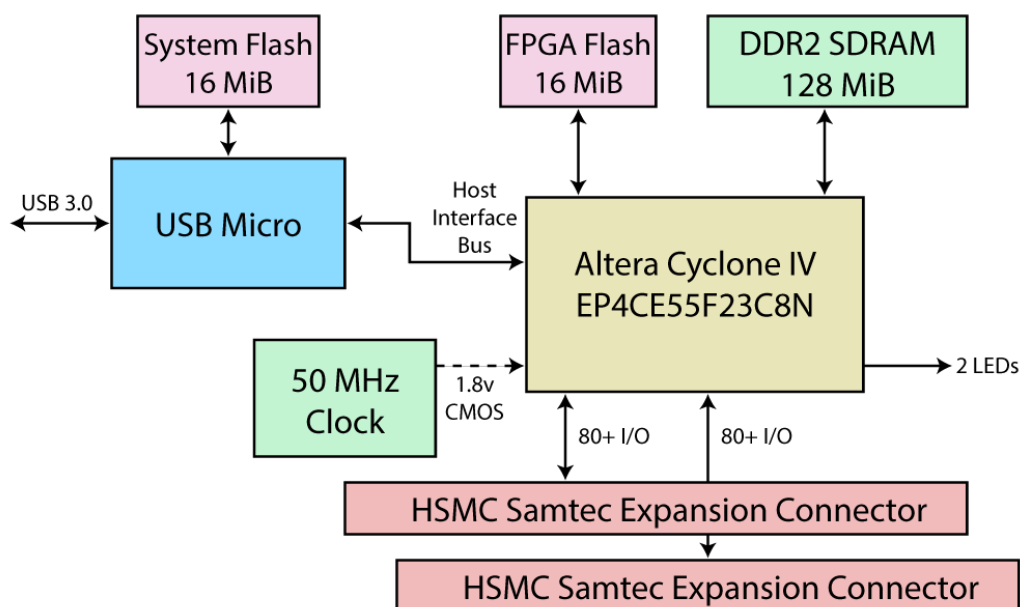 System Flash
16 MiB
FPGA Flash
16 MiB
DDR2 SDRAM
128 MiB
USB 3.0
USB Micro
Host
Interface
Bus
Altera Cyclone IV
EP4CE55F23C8N
50 MHz
Clock
1.8v
CMOS
2 LEDs
80+ I/O
80+ I/O
HSMC Samtec Expansion Connector
HSMC Samtec Expansion Connector